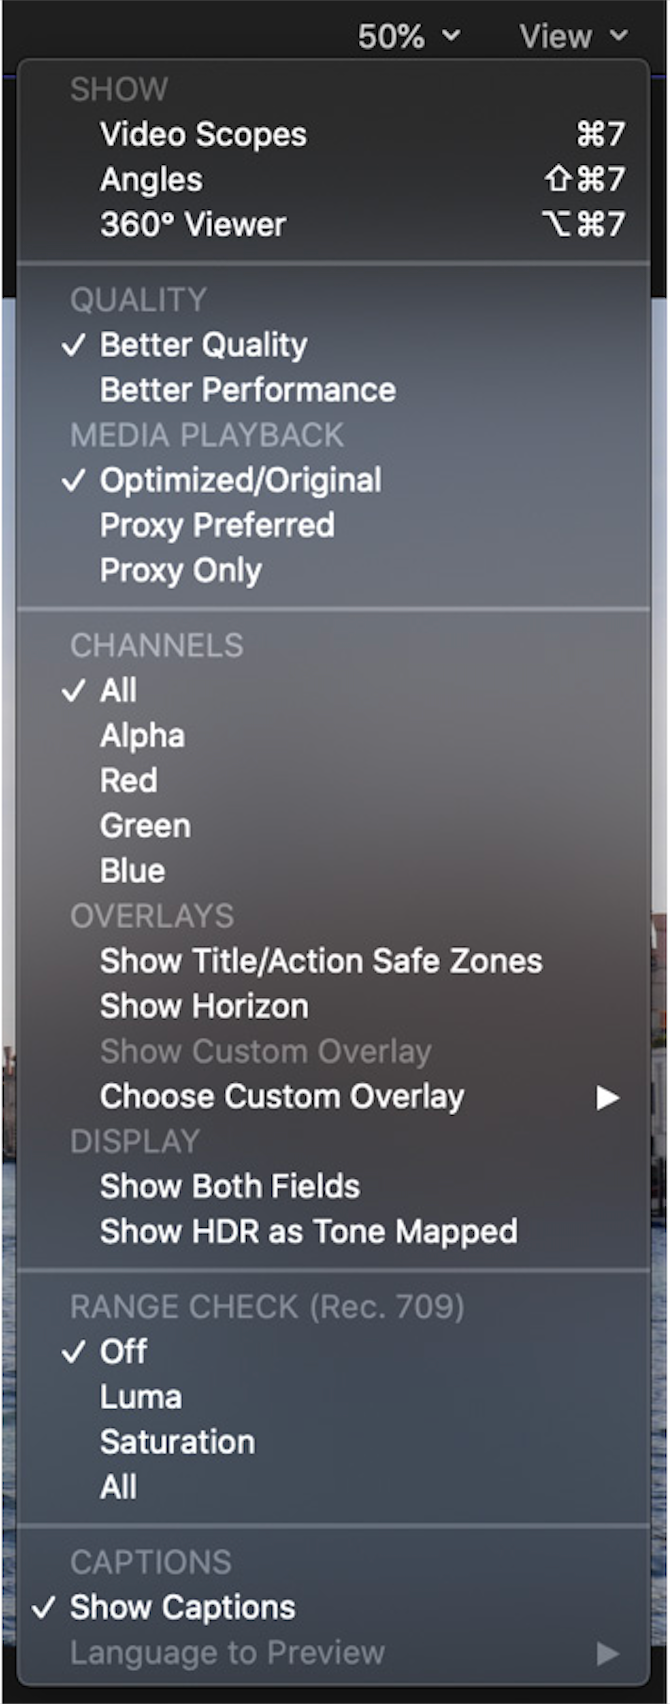 50% View
SHOW
Video Scopes ⌘7
Angles ⇧⌘7
360° Viewer ⌥⌘7
QUALITY
✓ Better Quality
Better Performance
MEDIA PLAYBACK
✓ Optimized/Original
Proxy Preferred
Proxy Only
CHANNELS
✓ All
Alpha
Red
Green
Blue
OVERLAYS
Show Title/Action Safe Zones
Show Horizon
Show Custom Overlay
Choose Custom Overlay ▶
DISPLAY
Show Both Fields
Show HDR as Tone Mapped
RANGE CHECK (Rec. 709)
✓ Off
Luma
Saturation
All
CAPTIONS
✓ Show Captions
Language to Preview ▶